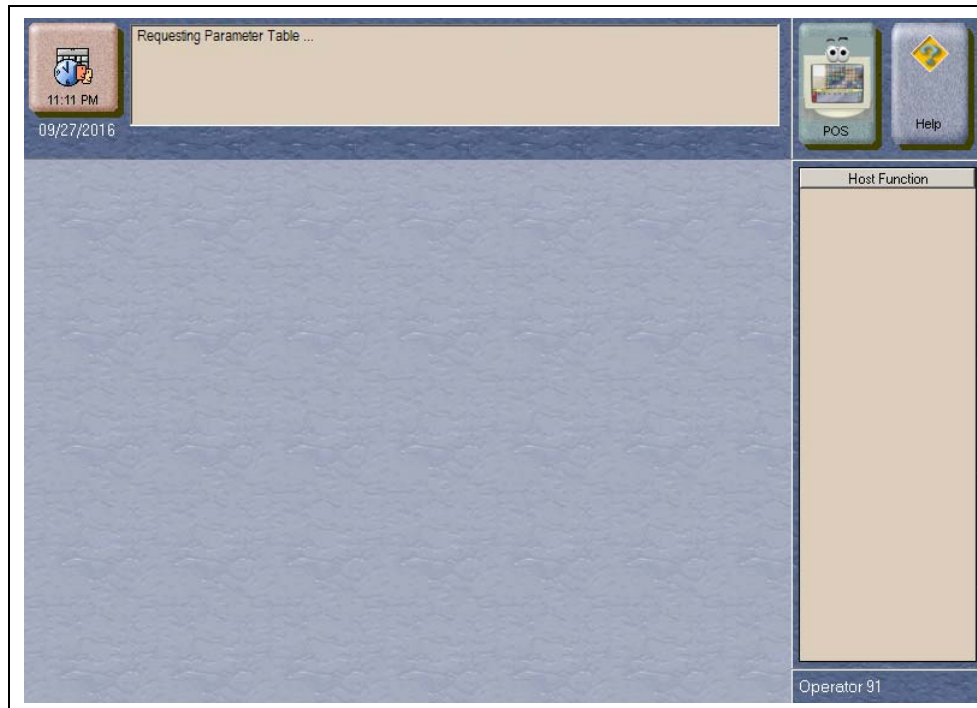 Requesting Parameter Table ...
11:11 PM
09/27/2016
POS
Help
Host Function
Operator 91